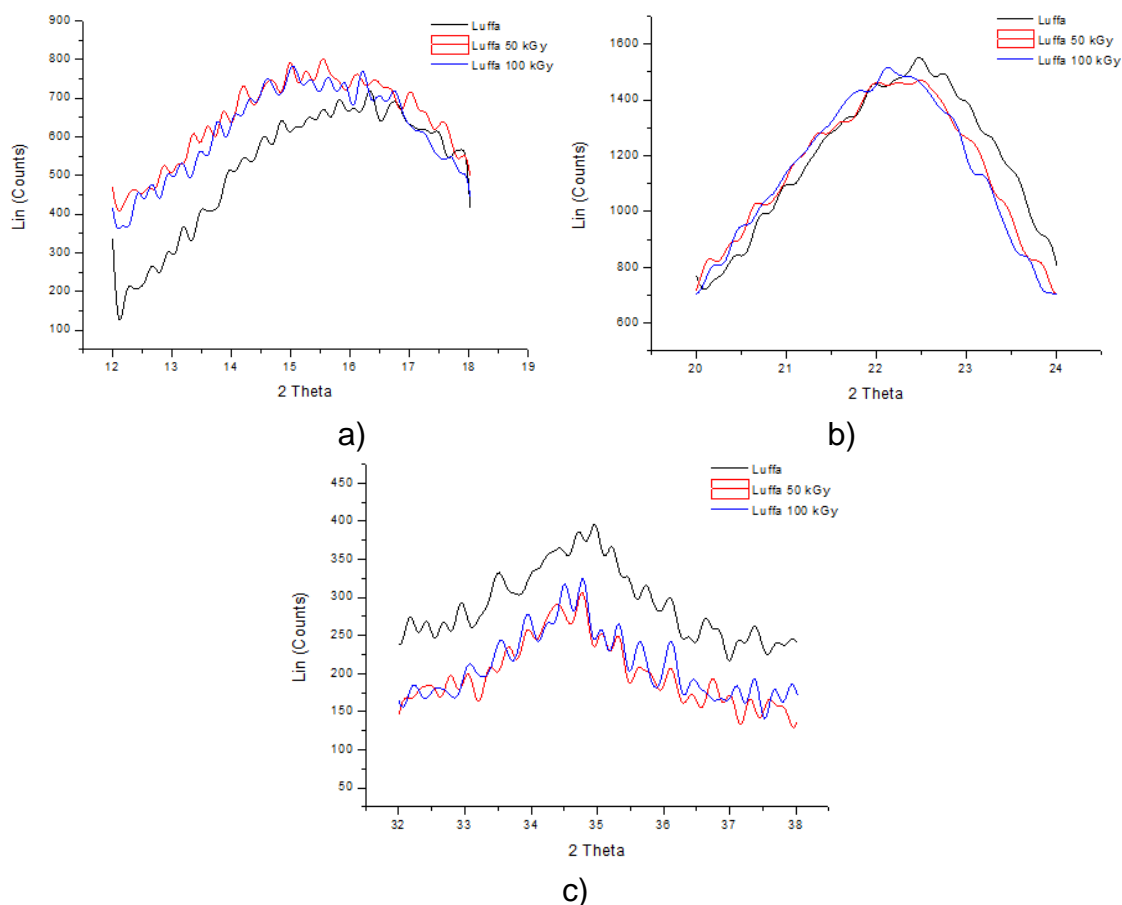 Luffa
Luffa 50 kGy
Luffa 100 kGy
900
800
700
600
500
400
300
200
100
Lin (Counts)
12 13 14 15 16 17 18 19
2 Theta
a)
Luffa
Luffa 50 kGy
Luffa 100 kGy
1600
1400
1200
1000
800
600
Lin (Counts)
20 21 22 23 24
2 Theta
b)
Luffa
Luffa 50 kGy
Luffa 100 kGy
450
400
350
300
250
200
150
100
50
Lin (Counts)
32 33 34 35 36 37 38
2 Theta
c)